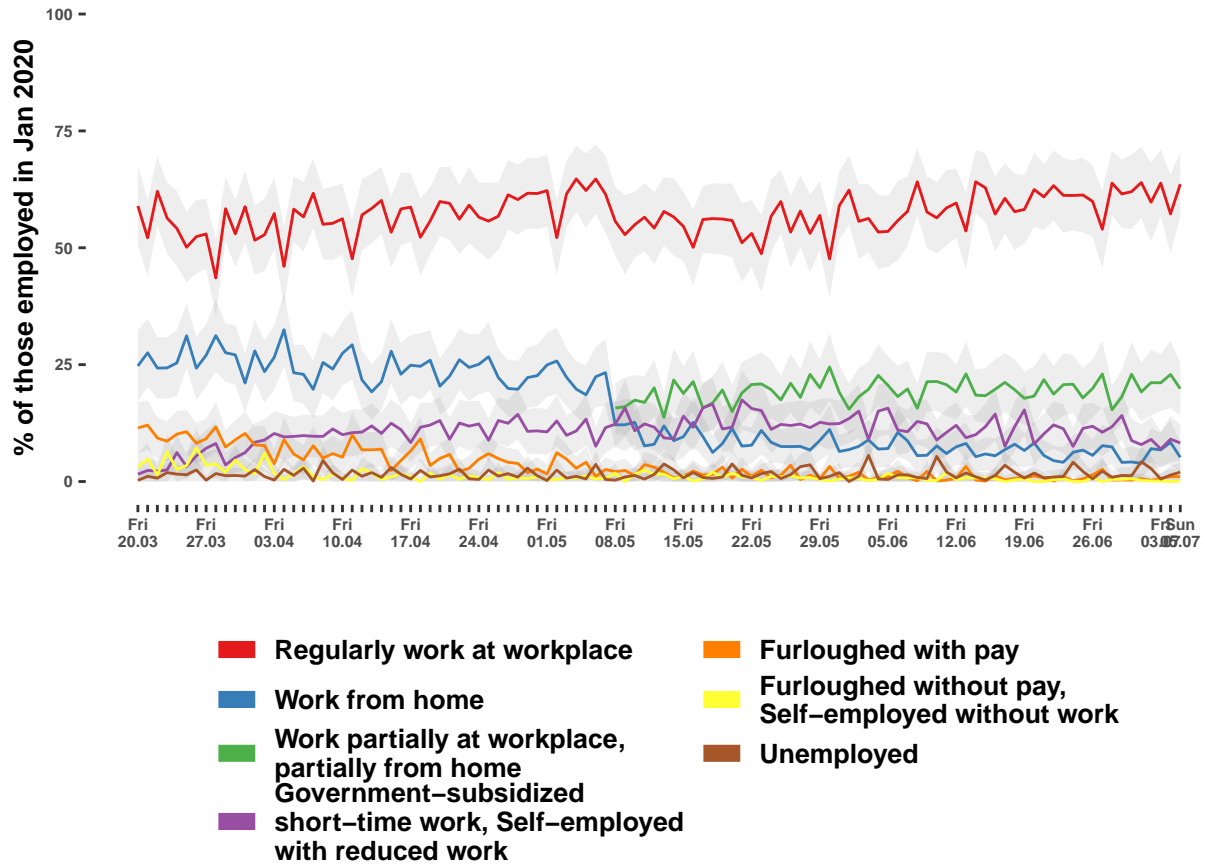 % of those employed in Jan 2020
100
75
50
25
0
Fri Fri Fri Fri Fri Fri Fri Fri Fri Fri Fri Fri Fri Fri Fri Fri Sun
20.03 27.03 03.04 10.04 17.04 24.04 01.05 08.05 15.05 22.05 29.05 05.06 12.06 19.06 26.06 03.07 05.07
Regularly work at workplace
Work from home
Work partially at workplace,
partially from home
Government−subsidized
short−time work, Self−employed
with reduced work
Furloughed with pay
Furloughed without pay,
Self−employed without work
Unemployed